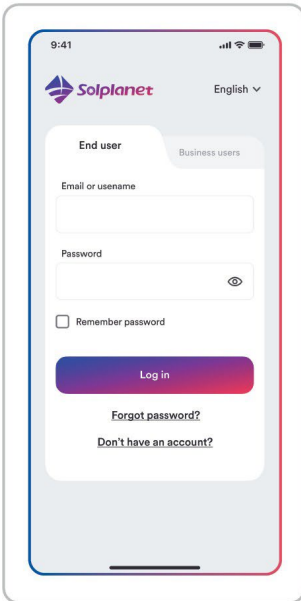 9:41
Solplanet
English
End user
Business users
Email or usename
Password
Remember password
Log in
Forgot password?
Don't have an account?